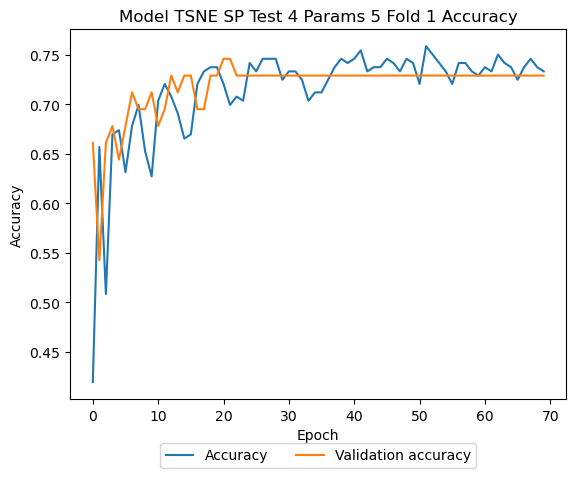 Model TSNE SP Test 4 Params 5 Fold 1 Accuracy
Accuracy
0.75
0.70
0.65
0.60
0.55
0.50
0.45
0 10 20 30 40 50 60 70
Epoch
Accuracy Validation accuracy